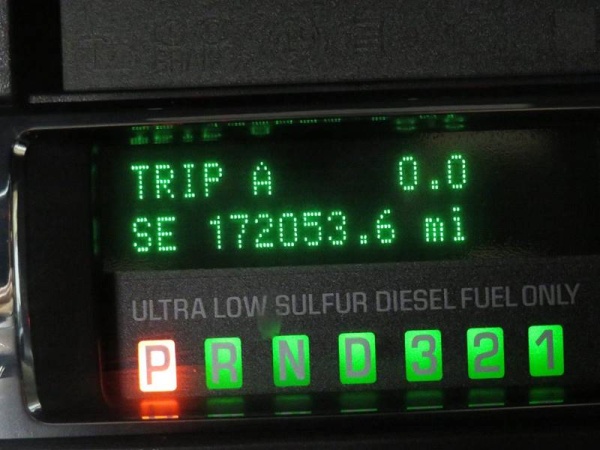 TRIP A 0.0
SE 172053.6 mi
ULTRA LOW SULFUR DIESEL FUEL ONLY
P R N D 3 2 1